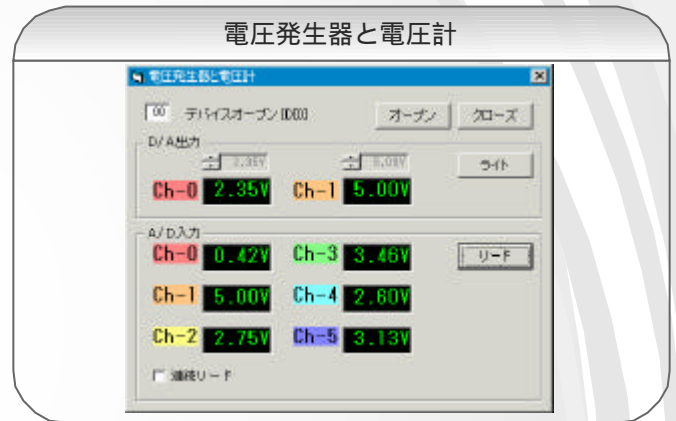 電圧発生器と電圧計
電圧発生器と電圧計
00 デバイスオープン ID[00] オープン クローズ
D/A出力
2.35V 5.00V ライト
Ch-0 2.35V Ch-1 5.00V
A/D入力
Ch-0 0.42V Ch-3 3.46V リード
Ch-1 5.00V Ch-4 2.60V
Ch-2 2.75V Ch-5 3.13V
連続リード